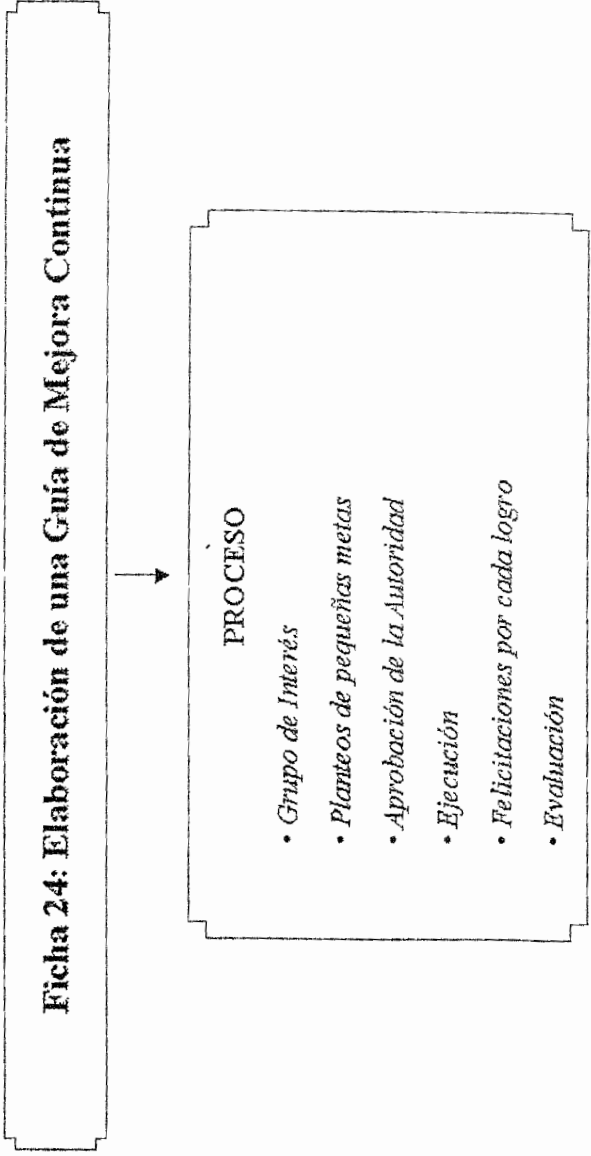 Ficha 24: Elaboración de una Guía de Mejora Continua
PROCESO
• Grupo de Interés
• Planteos de pequeñas metas
• Aprobación de la Autoridad
• Ejecución
• Felicitaciones por cada logro
• Evaluación